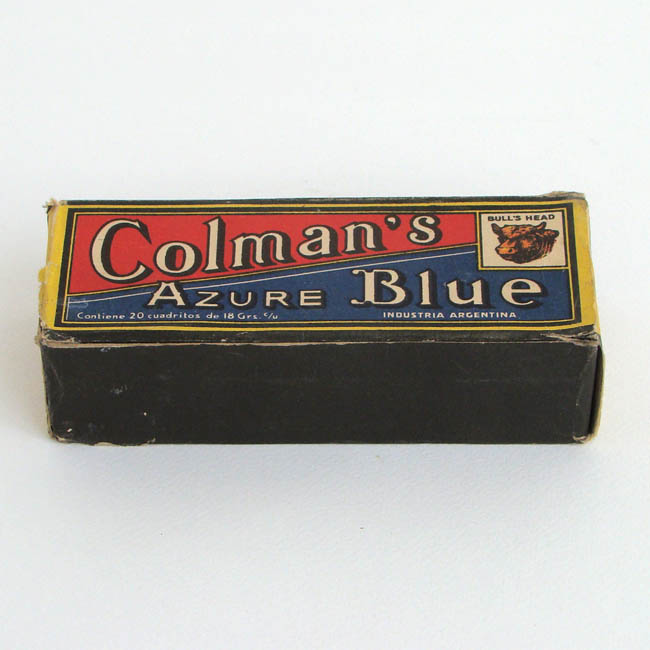 Colman's
BULL'S HEAD
AZURE Blue
Contiene 20 cuadritos de 18 Grs. c/u
INDUSTRIA ARGENTINA